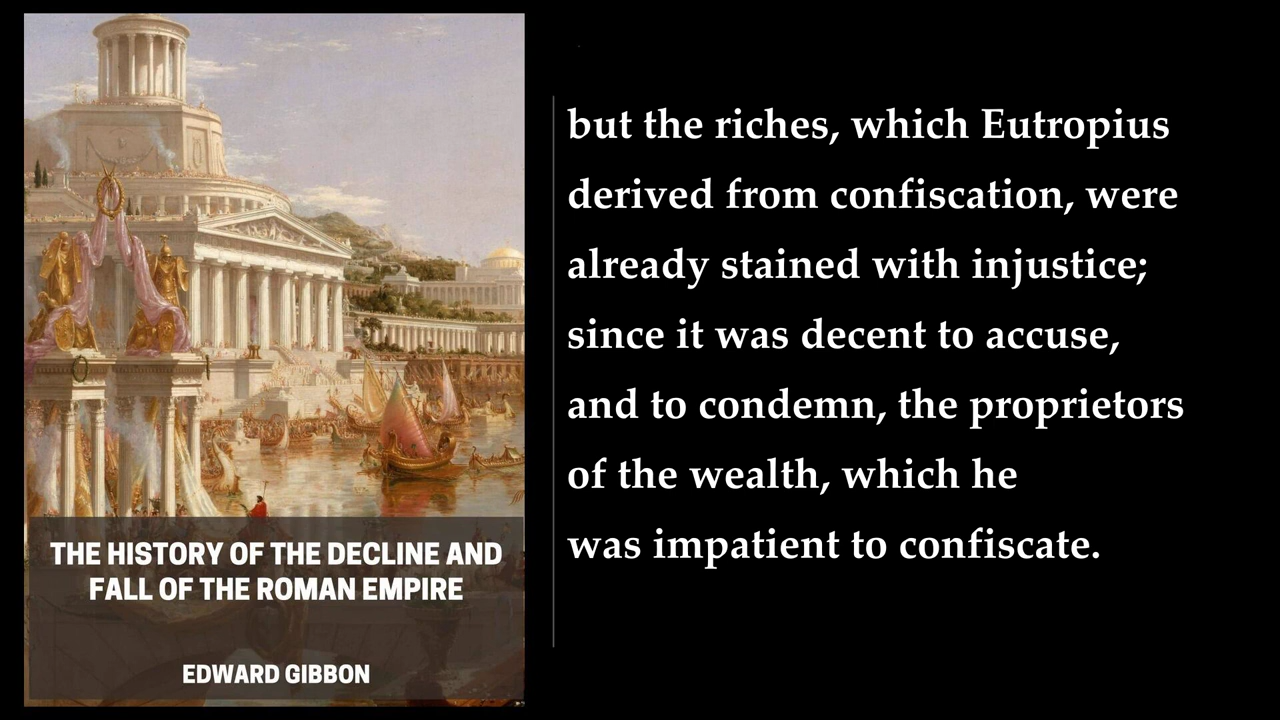 but the riches, which Eutropius
derived from confiscation, were
already stained with injustice;
since it was decent to accuse,
and to condemn, the proprietors
of the wealth, which he
was impatient to confiscate.
THE HISTORY OF THE DECLINE AND
FALL OF THE ROMAN EMPIRE
EDWARD GIBBON